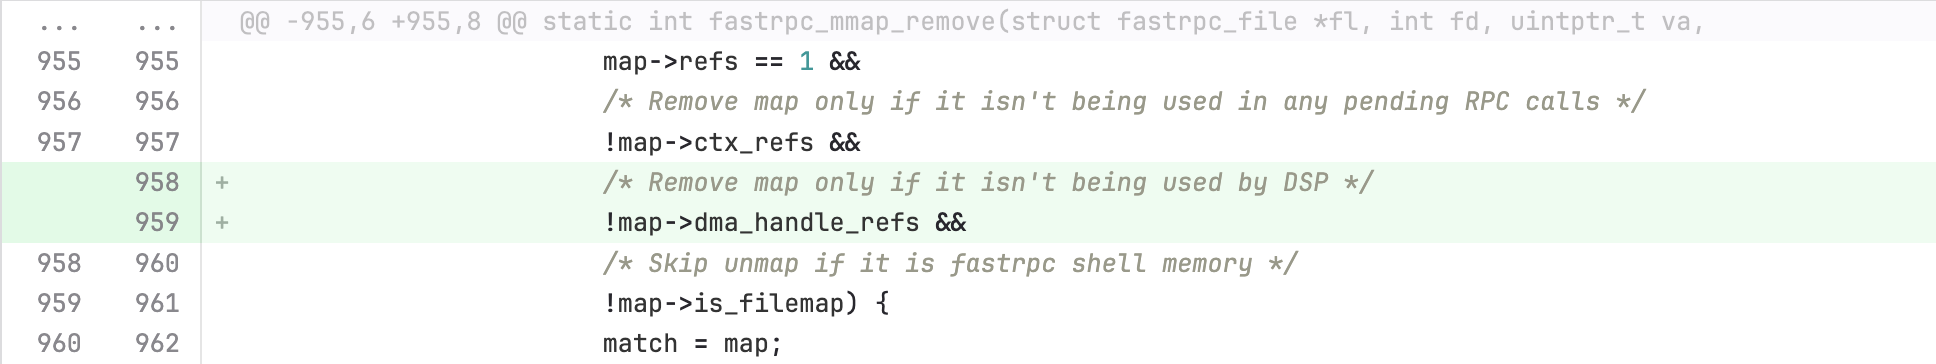 ... ... @@ -955,6 +955,8 @@ static int fastrpc_mmap_remove(struct fastrpc_file *fl, int fd, uintptr_t va,
955 955 map->refs == 1 &&
956 956 /* Remove map only if it isn't being used in any pending RPC calls */
957 957 !map->ctx_refs &&
958 + /* Remove map only if it isn't being used by DSP */
959 + !map->dma_handle_refs &&
958 960 /* Skip unmap if it is fastrpc shell memory */
959 961 !map->is_filemap) {
960 962 match = map;